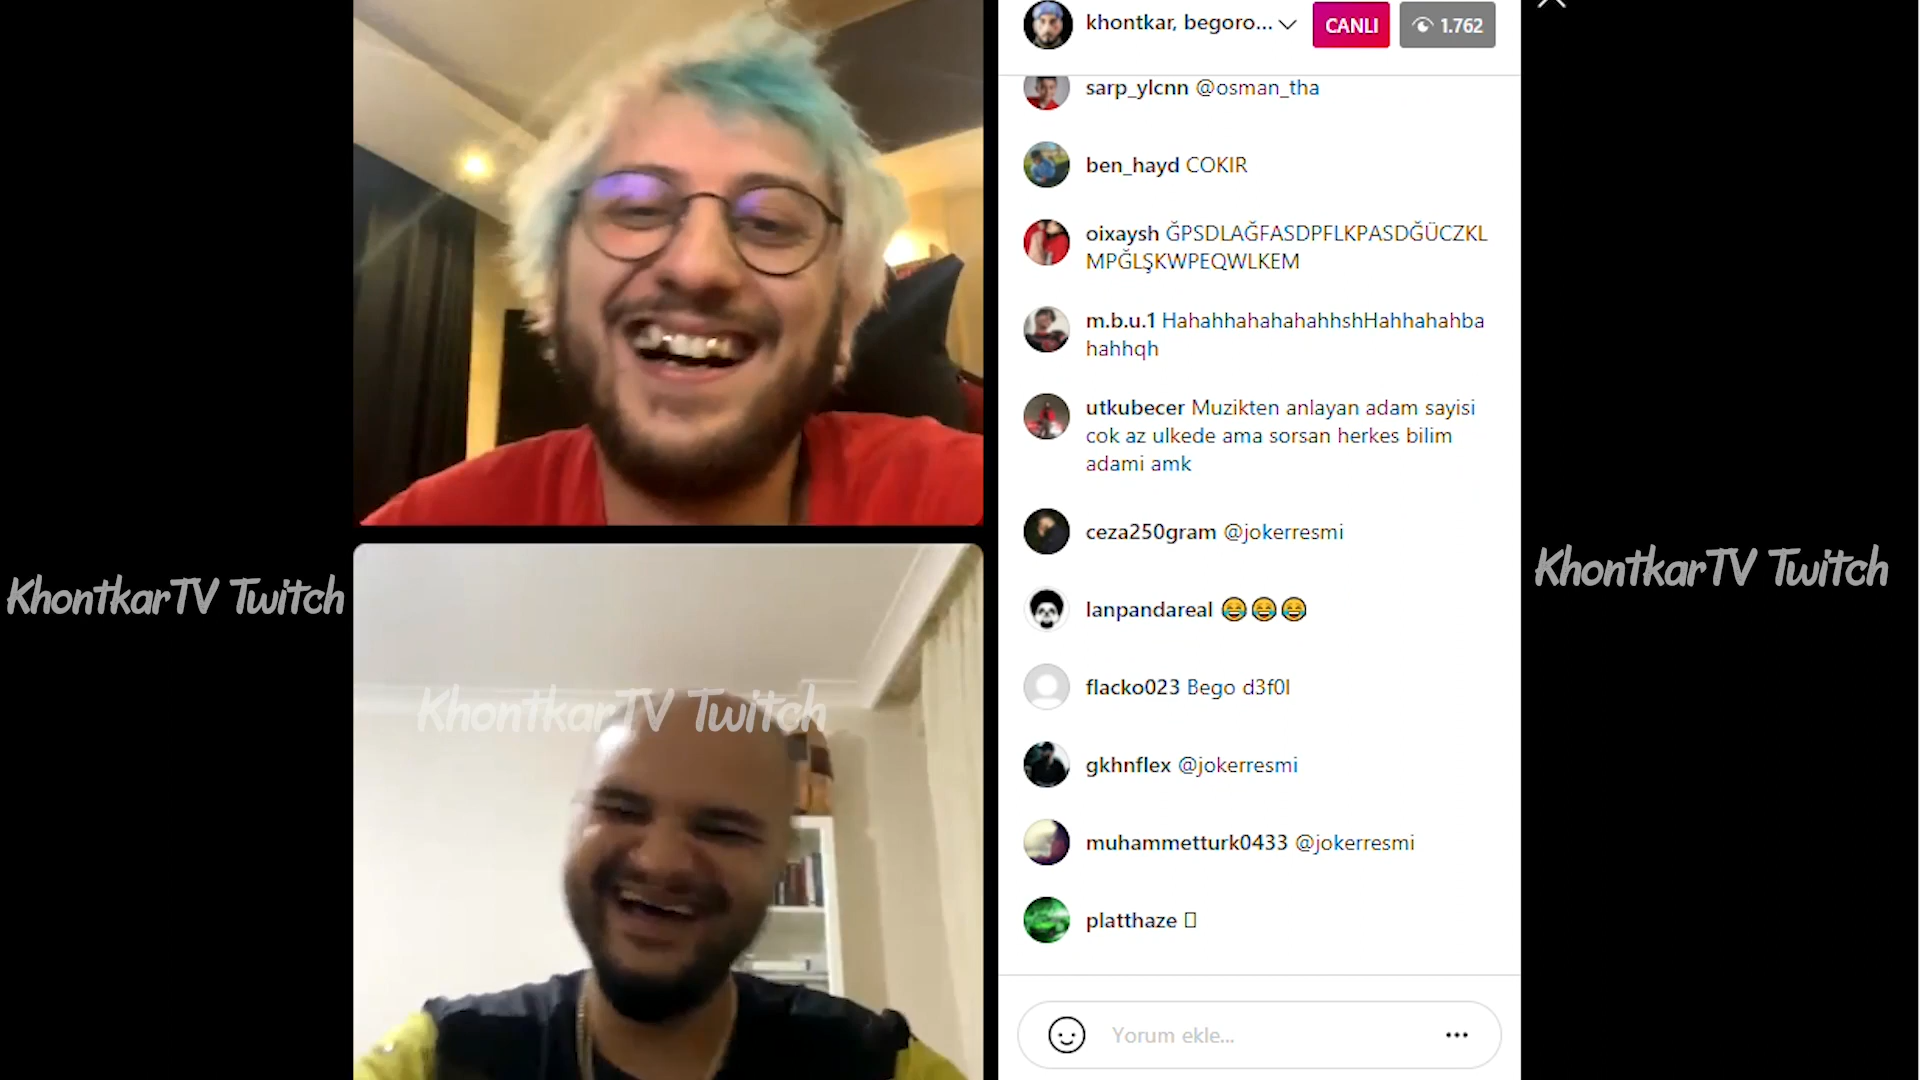 khontkar, begoro...
CANLI
1.762
sarp_ylcnn @osman_tha
ben_hayd COKIR
oixaysh ĞPSDLAĞFASDPFLKPASDĞÜCZKL
MPĞLŞKWPEQWLKEM
m.b.u.1 HahahhahahahahhshHahhahahba
hahhqh
utkubecer Muzikten anlayan adam sayisi
cok az ulkede ama sorsan herkes bilim
adami amk
ceza250gram @jokerresmi
lanpandareal 😂😂😂
flacko023 Bego d3f0l
gkhnflex @jokerresmi
muhammetturk0433 @jokerresmi
platthaze
Yorum ekle...
KhontkarTV Twitch
KhontkarTV Twitch
KhontkarTV Twitch